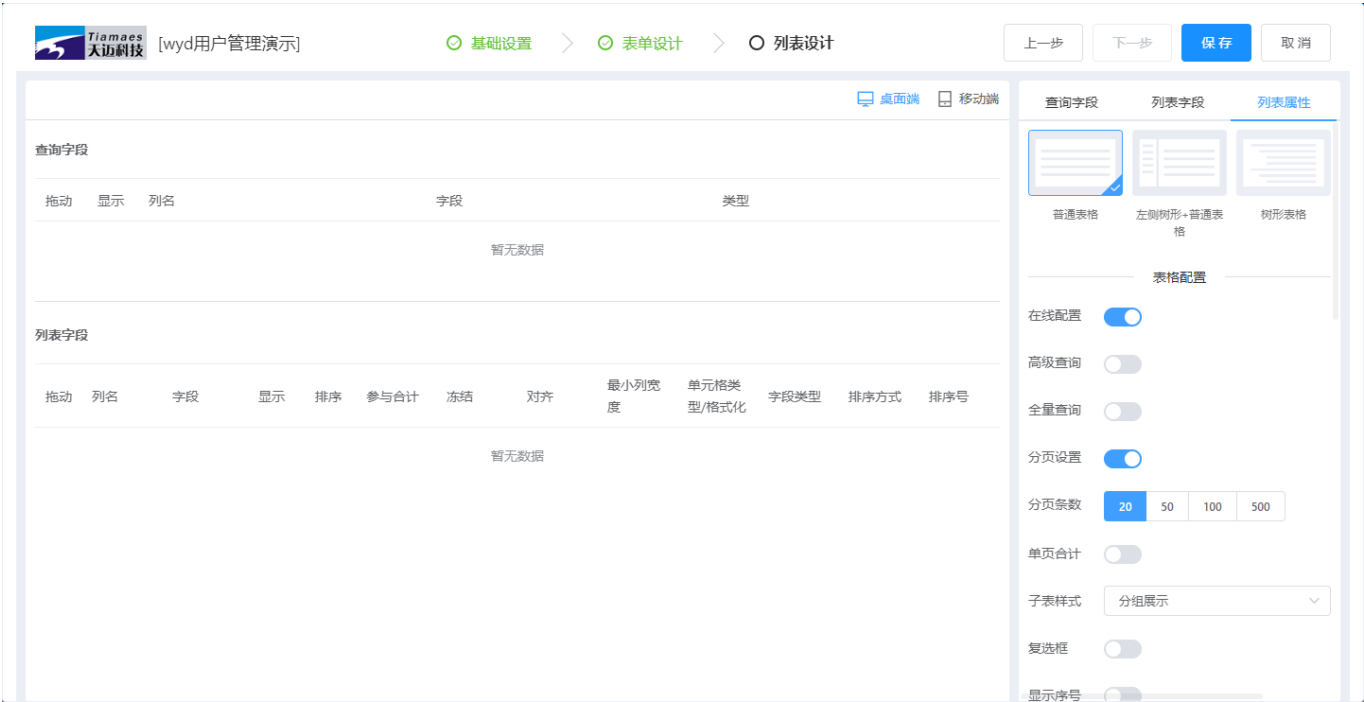 Tiamaes
天迈科技
[wyd用户管理演示]
基础设置
表单设计
列表设计
上一步
下一步
保存
取消
桌面端
移动端
查询字段
拖动 显示 列名 字段 类型
暂无数据
列表字段
拖动 列名 字段 显示 排序 参与合计 冻结 对齐 最小列宽度 单元格类型/格式化 字段类型 排序方式 排序号
暂无数据
查询字段 列表字段 列表属性
普通表格
左侧树形+普通表格
树形表格
表格配置
在线配置
高级查询
全量查询
分页设置
分页条数 20 50 100 500
单页合计
子表样式 分组展示
复选框
显示序号